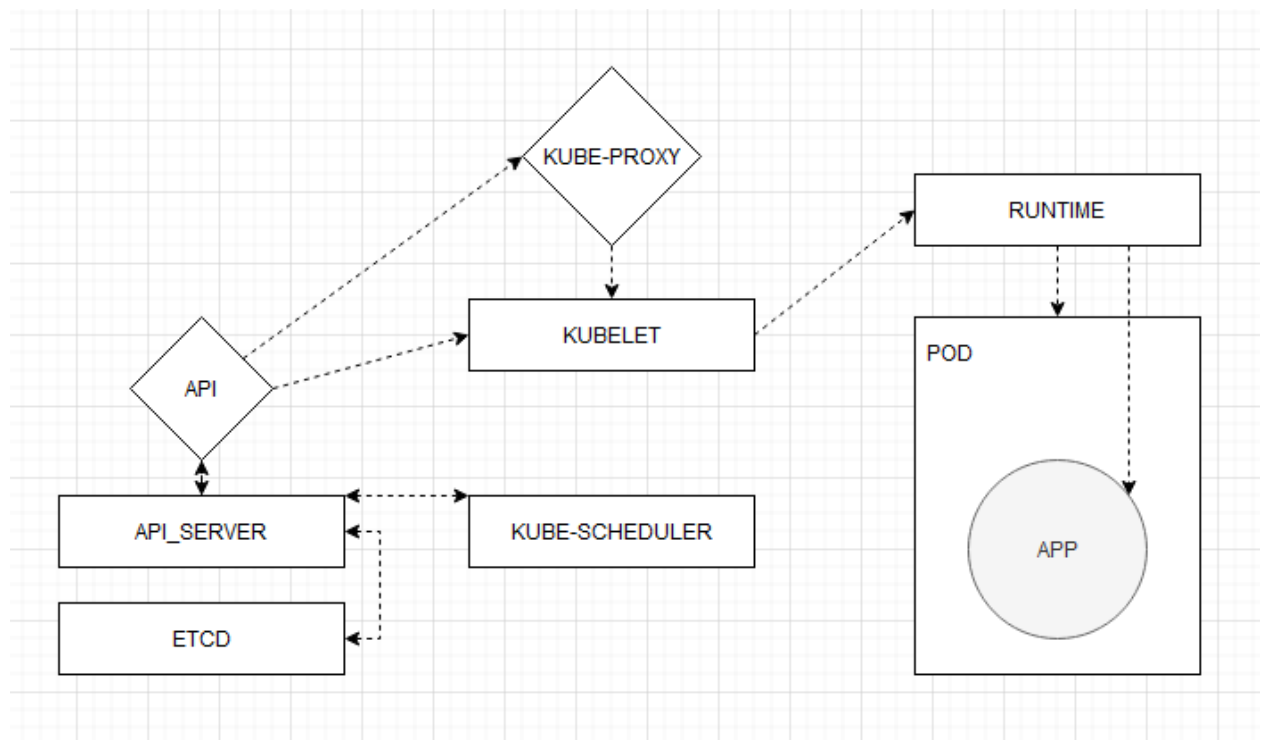 KUBE-PROXY
RUNTIME
KUBELET
POD
API
API_SERVER
KUBE-SCHEDULER
APP
ETCD